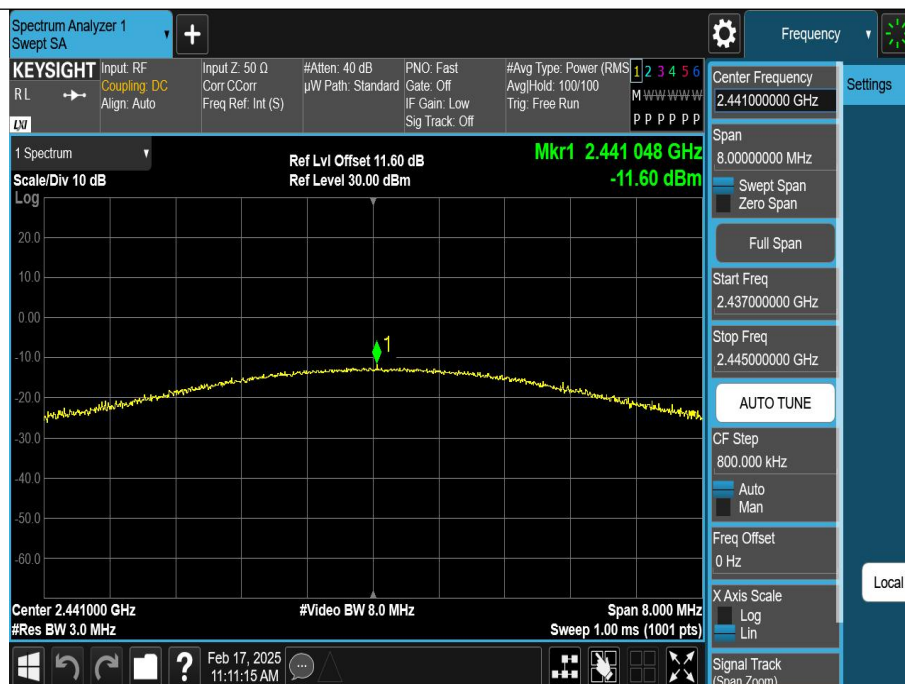 Spectrum Analyzer 1
Swept SA
Frequency
KEYSIGHT
RL
LXI
Input: RF
Coupling: DC
Align: Auto
Input Z: 50 Ω
Corr CCorr
Freq Ref: Int (S)
#Atten: 40 dB
µW Path: Standard
PNO: Fast
Gate: Off
IF Gain: Low
Sig Track: Off
#Avg Type: Power (RMS
Avg|Hold: 100/100
Trig: Free Run
1 2 3 4 5 6
M W W W W W
P P P P P P
1 Spectrum
Scale/Div 10 dB
Log
Ref Lvl Offset 11.60 dB
Ref Level 30.00 dBm
Mkr1 2.441 048 GHz
-11.60 dBm
20.0
10.0
0.00
-10.0
-20.0
-30.0
-40.0
-50.0
-60.0
1
Center 2.441000 GHz
#Res BW 3.0 MHz
#Video BW 8.0 MHz
Span 8.000 MHz
Sweep 1.00 ms (1001 pts)
Feb 17, 2025
11:11:15 AM
Center Frequency
2.441000000 GHz
Span
8.00000000 MHz
Swept Span
Zero Span
Full Span
Start Freq
2.437000000 GHz
Stop Freq
2.445000000 GHz
AUTO TUNE
CF Step
800.000 kHz
Auto
Man
Freq Offset
0 Hz
X Axis Scale
Log
Lin
Signal Track
(Span Zoom)
Settings
Local